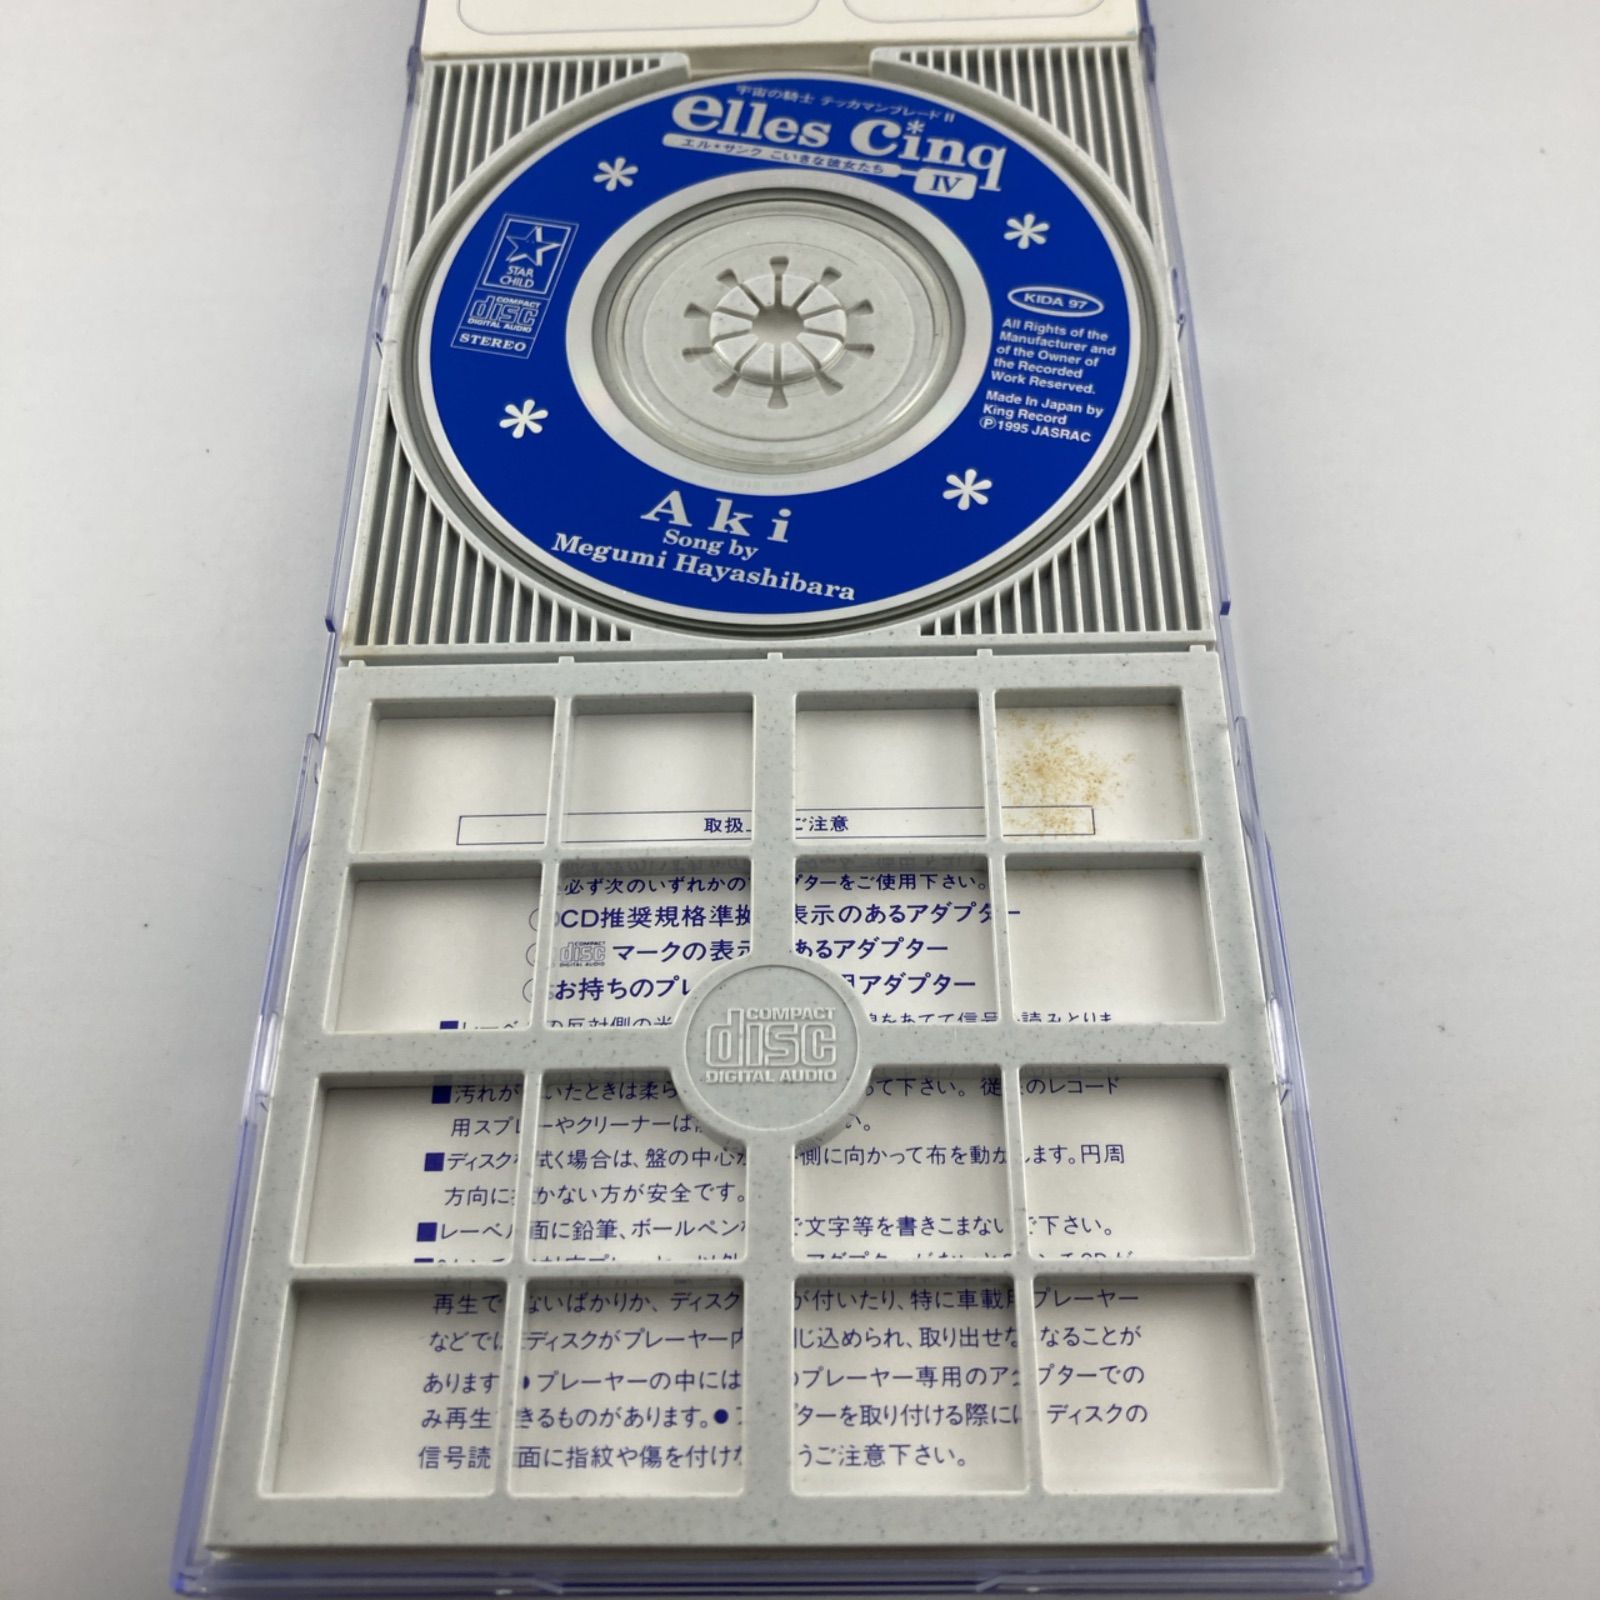 宇宙の騎士 テッカマンブレードII
elles Cinq
エル*サンク こいきな彼女たち
IV
STAR
CHILD
COMPACT
disc
DIGITAL AUDIO
STEREO
KIDA 97
All Rights of the
Manufacturer and
of the Owner of
the Recorded
Work Reserved.
Made In Japan by
King Record
Ⓟ1995 JASRAC
Aki
Song by
Megumi Hayashibara
取扱 ご注意
必ず次のいずれかの ターをご使用下さい。
CD推奨規格準拠 表示のあるアダプター
COMPACT
disc
DIGITAL AUDIO
マークの表示 あるアダプター
お持ちのプレ 用アダプター
COMPACT
disc
DIGITAL AUDIO
■汚れが いたときは柔ら って下さい。従 のレコード
用スプレーやクリーナーは い。
■ディスクを拭く場合は、盤の中心か 側に向かって布を動かします。円周
方向に かない方が安全です。
■レーベル面に鉛筆、ボールペン で文字等を書きこまない で下さい。
再生で ないばかりか、ディスク が付いたり、特に車載用プレーヤー
などでは ディスクがプレーヤー内 じ込められ、取り出せな なることが
あります ●プレーヤーの中には のプレーヤー専用のア プターでの
み再生 きるものがあります。● ターを取り付ける際に ディスクの
信号読 面に指紋や傷を付けな うご注意下さい。